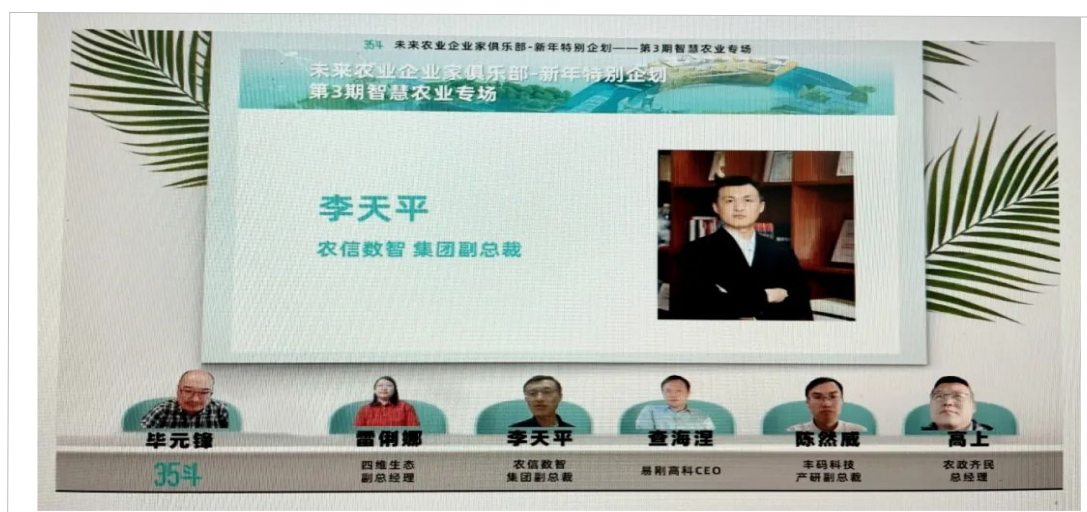 35斗 未来农业企业家俱乐部-新年特别企划——第3期智慧农业专场
未来农业企业家俱乐部-新年特别企划
第3期智慧农业专场
李天平
农信数智 集团副总裁
毕元锋
雷俐娜
李天平
查海涅
陈然威
高上
35斗
四维生态
副总经理
农信数智
集团副总裁
易刚高科CEO
丰码科技
产研副总裁
农政齐民
总经理